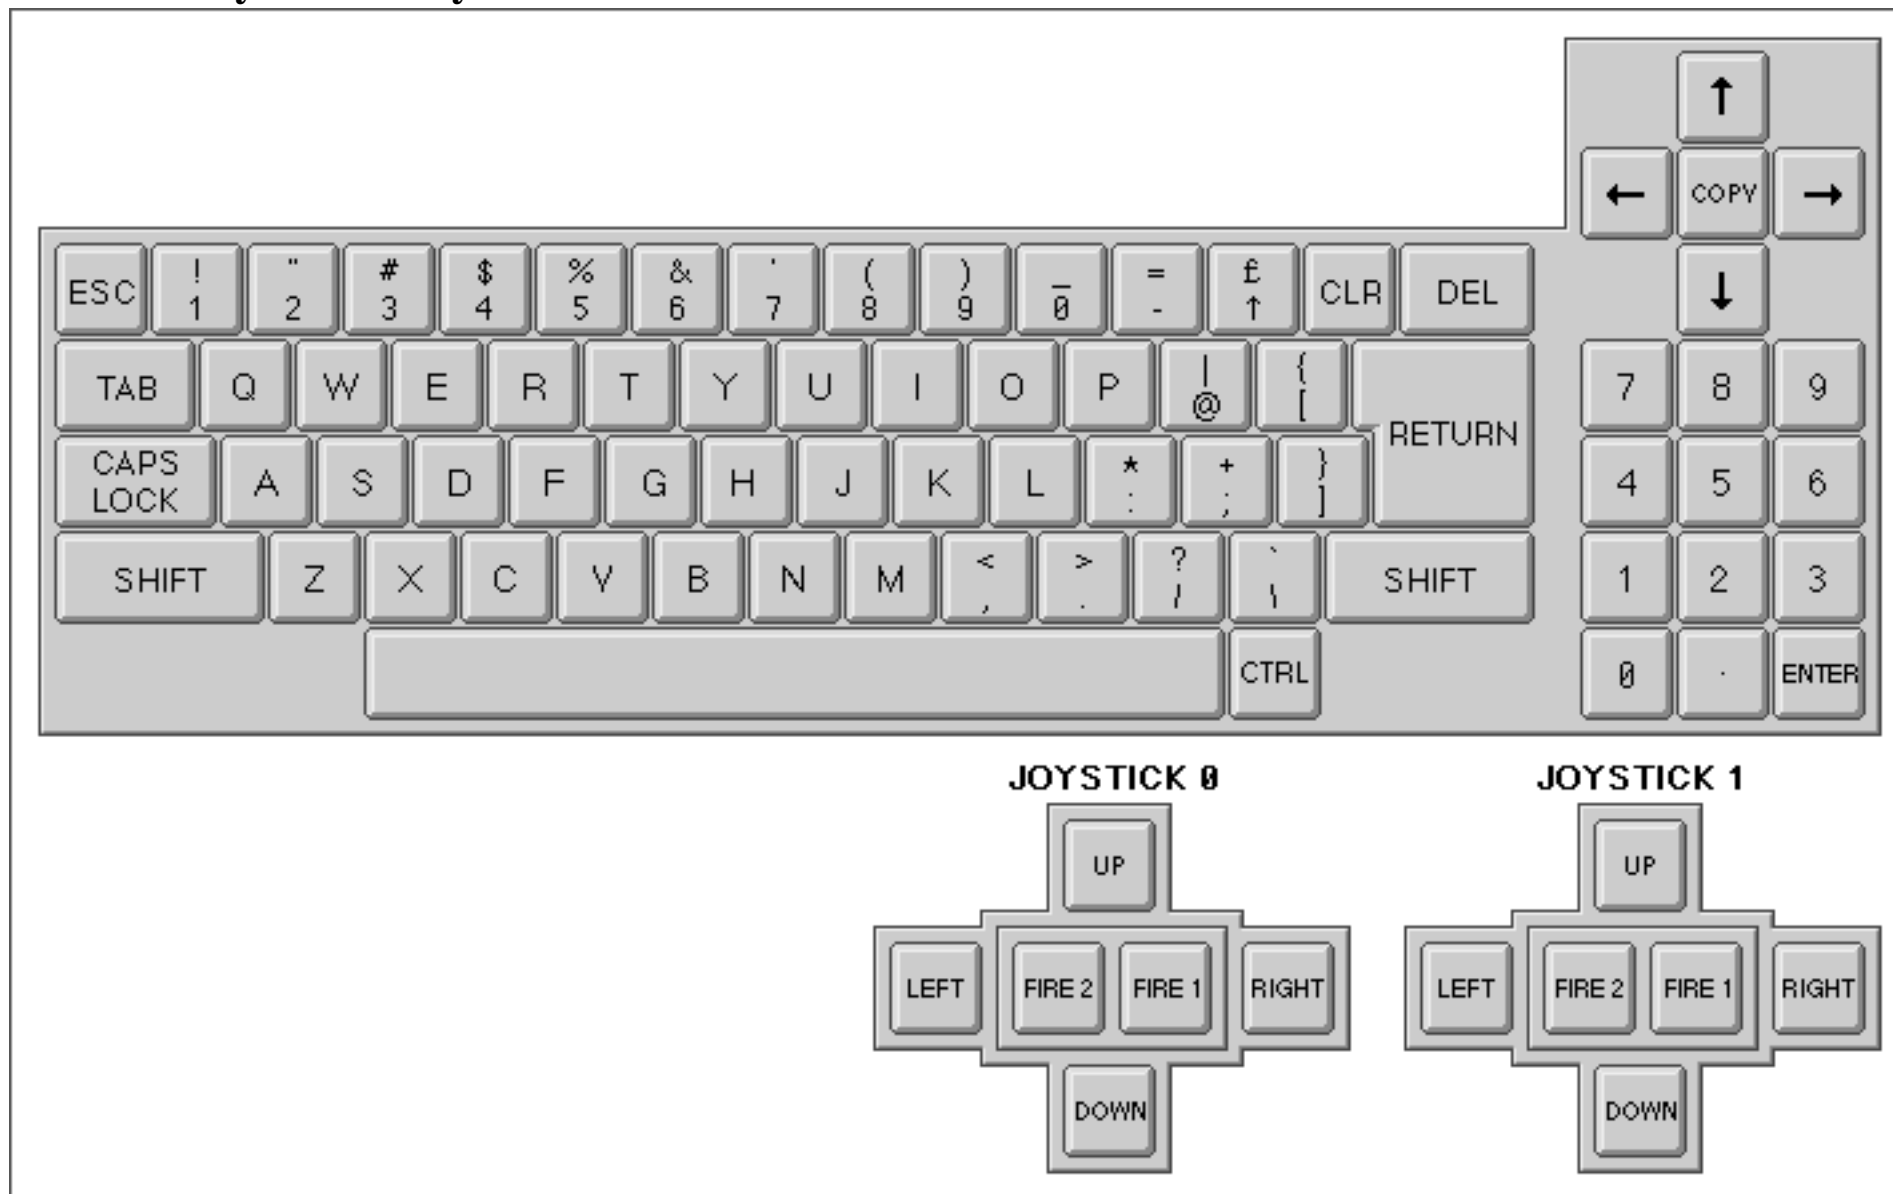 ↑
← COPY →
ESC ! 1 " 2 # 3 $ 4 % 5 & 6 ' 7 ( 8 ) 9 _ 0 = - £ ↑ CLR DEL ↓
TAB Q W E R T Y U I O P | @ { [ RETURN 7 8 9
CAPS LOCK A S D F G H J K L * : + ; } ] 4 5 6
SHIFT Z X C V B N M < , > . ? / ` \ SHIFT 1 2 3
CTRL 0 . ENTER
JOYSTICK 0 JOYSTICK 1
UP UP
LEFT FIRE 2 FIRE 1 RIGHT LEFT FIRE 2 FIRE 1 RIGHT
DOWN DOWN